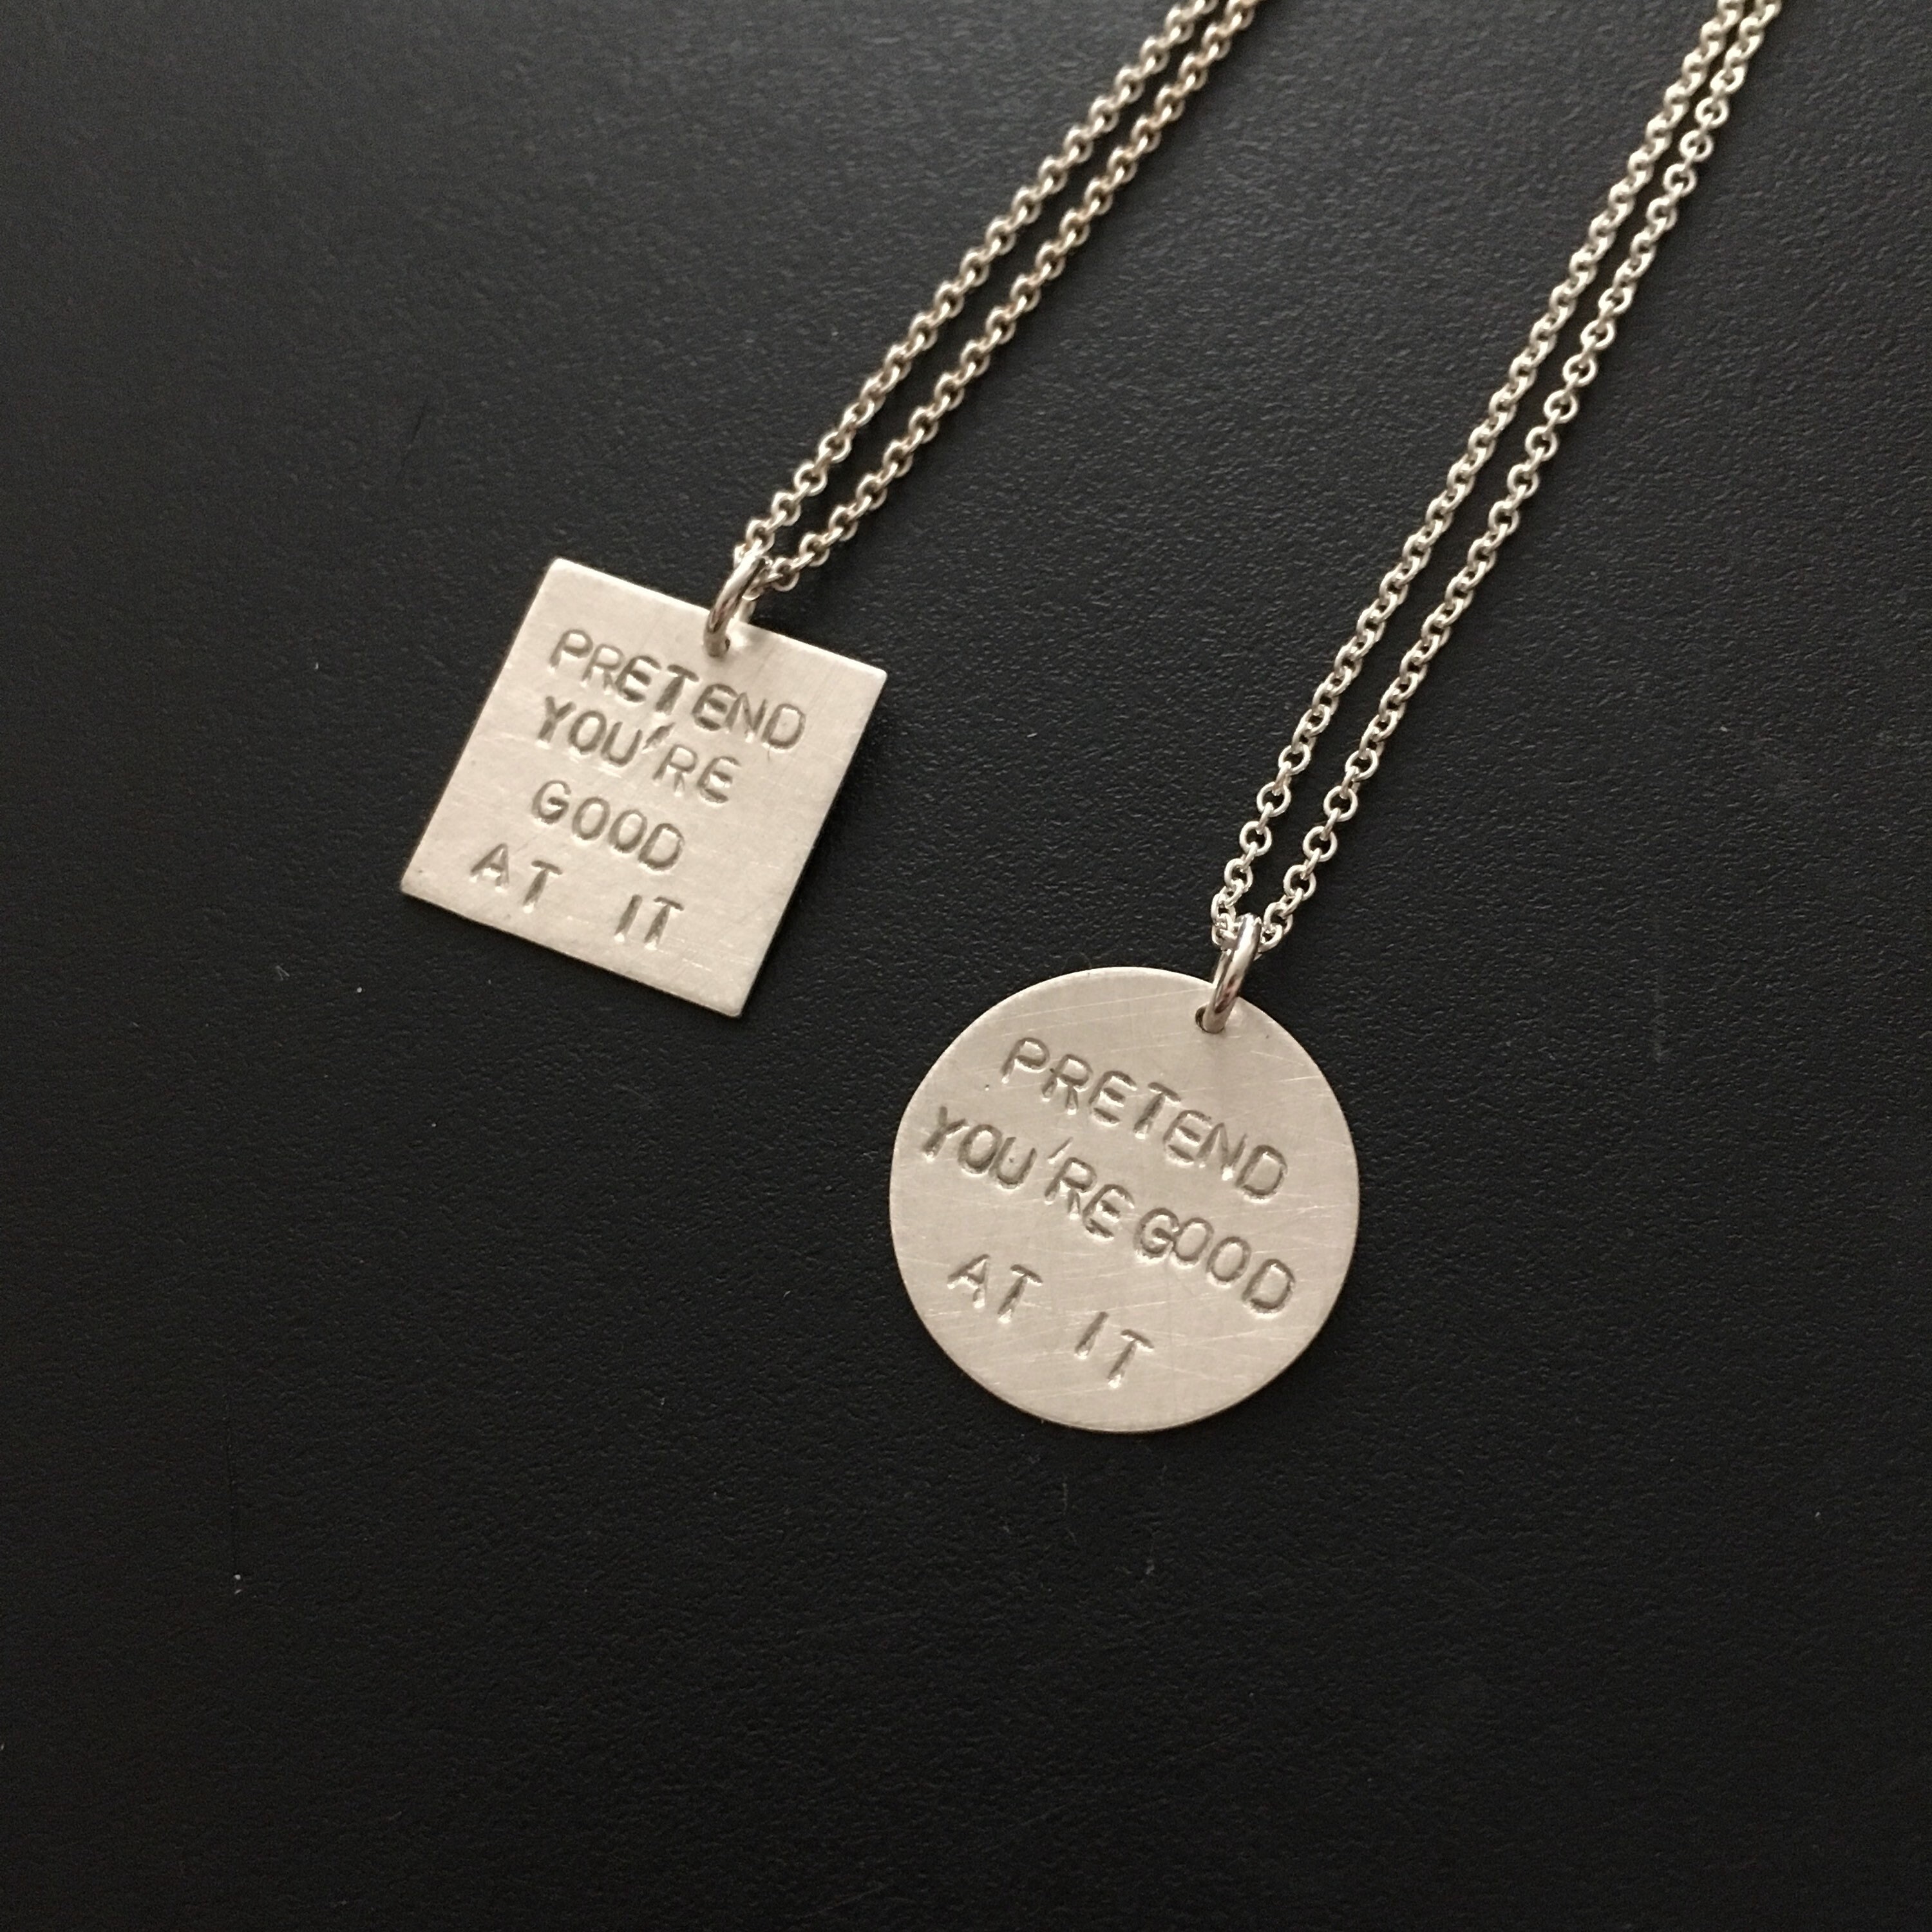 PRETEND
YOU'RE
GOOD
AT IT
PRETEND
YOU'RE GOOD
AT IT